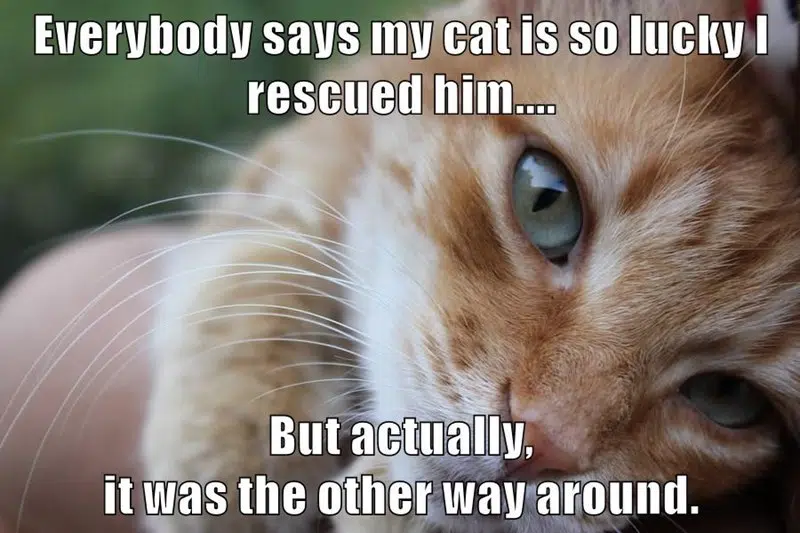 Everybody says my cat is so lucky I
rescued him....
But actually,
it was the other way around.